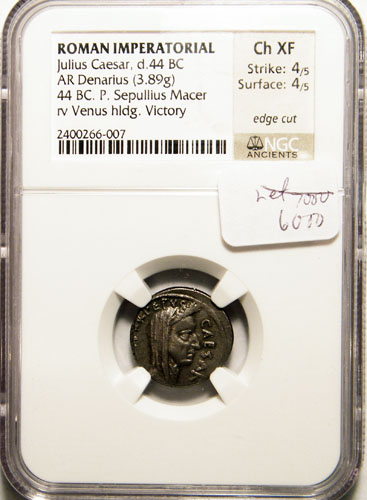 ROMAN IMPERATORIAL
Julius Caesar, d.44 BC
AR Denarius (3.89g)
44 BC. P. Sepullius Macer
rv Venus hldg. Victory
2400266-007
Ch XF
Strike: 4/5
Surface: 4/5
edge cut
NGC
ANCIENTS
net 7000
6000
CAESAR